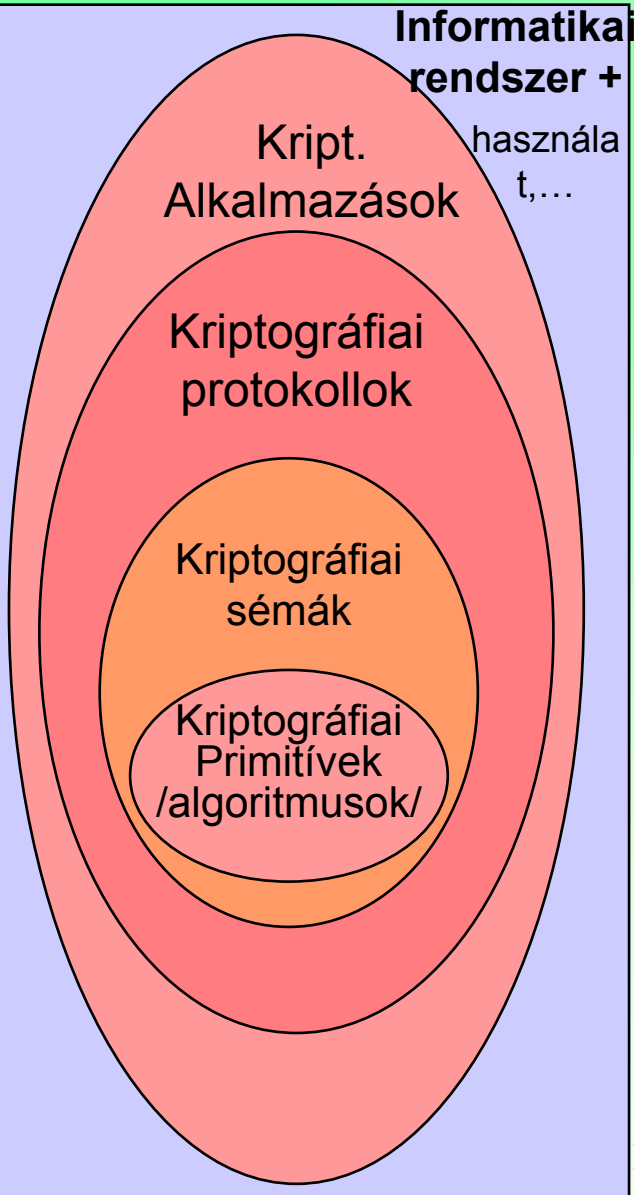 Informatikai
rendszer +
használa
t,…
Kript.
Alkalmazások
Kriptográfiai
protokollok
Kriptográfiai
sémák
Kriptográfiai
Primitívek
/algoritmusok/